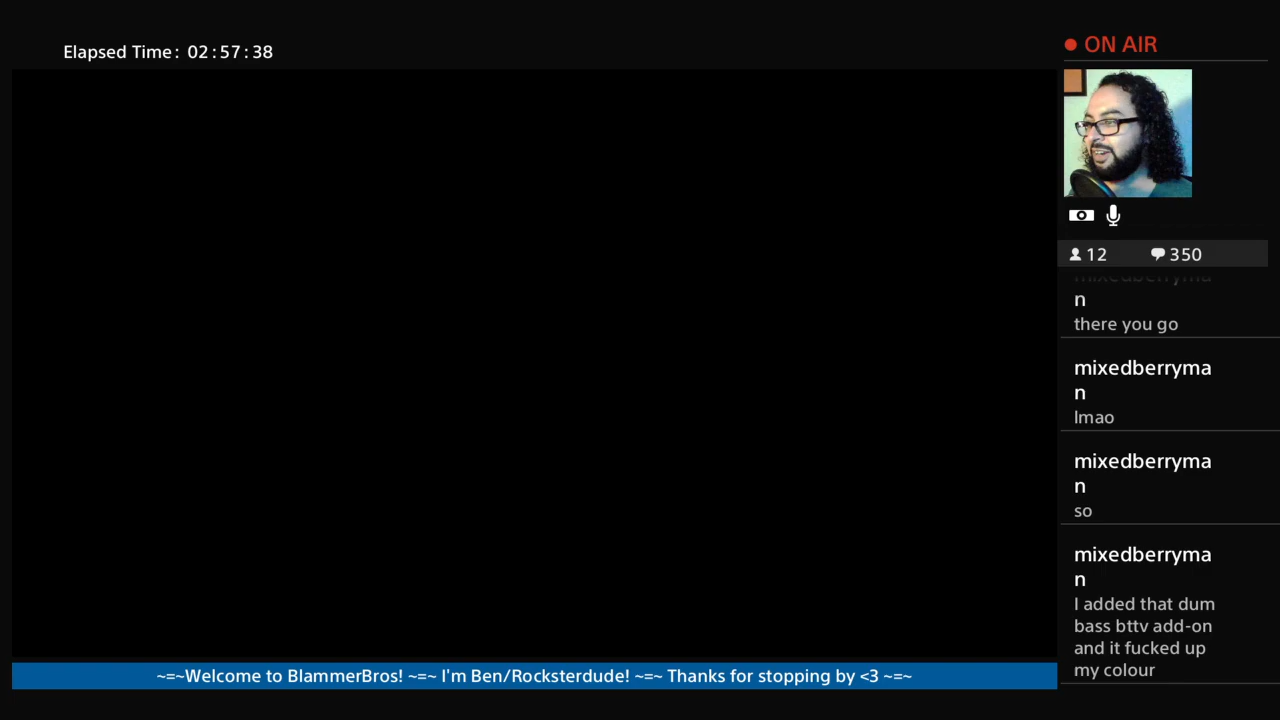 Elapsed Time: 02:57:38
ON AIR
12 350
mixedberryma
n
there you go
mixedberryma
n
lmao
mixedberryma
n
so
mixedberryma
n
I added that dum
bass bttv add-on
and it fucked up
my colour
~=~Welcome to BlammerBros! ~=~ I'm Ben/Rocksterdude! ~=~ Thanks for stopping by <3 ~=~